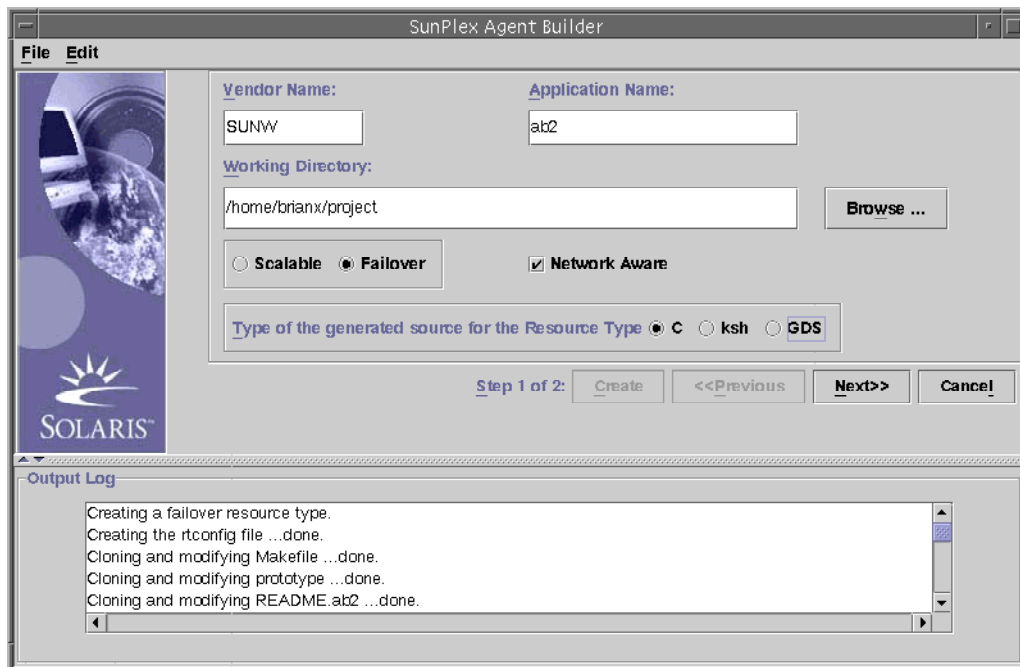 SunPlex Agent Builder
File Edit
Vendor Name: Application Name:
SUNW ab2
Working Directory:
/home/brianx/project Browse ...
Scalable Failover Network Aware
Type of the generated source for the Resource Type C ksh GDS
Step 1 of 2: Create <<Previous Next>> Cancel
SOLARIS™
Output Log
Creating a failover resource type.
Creating the rtconfig file ...done.
Cloning and modifying Makefile ...done.
Cloning and modifying prototype ...done.
Cloning and modifying README.ab2 ...done.